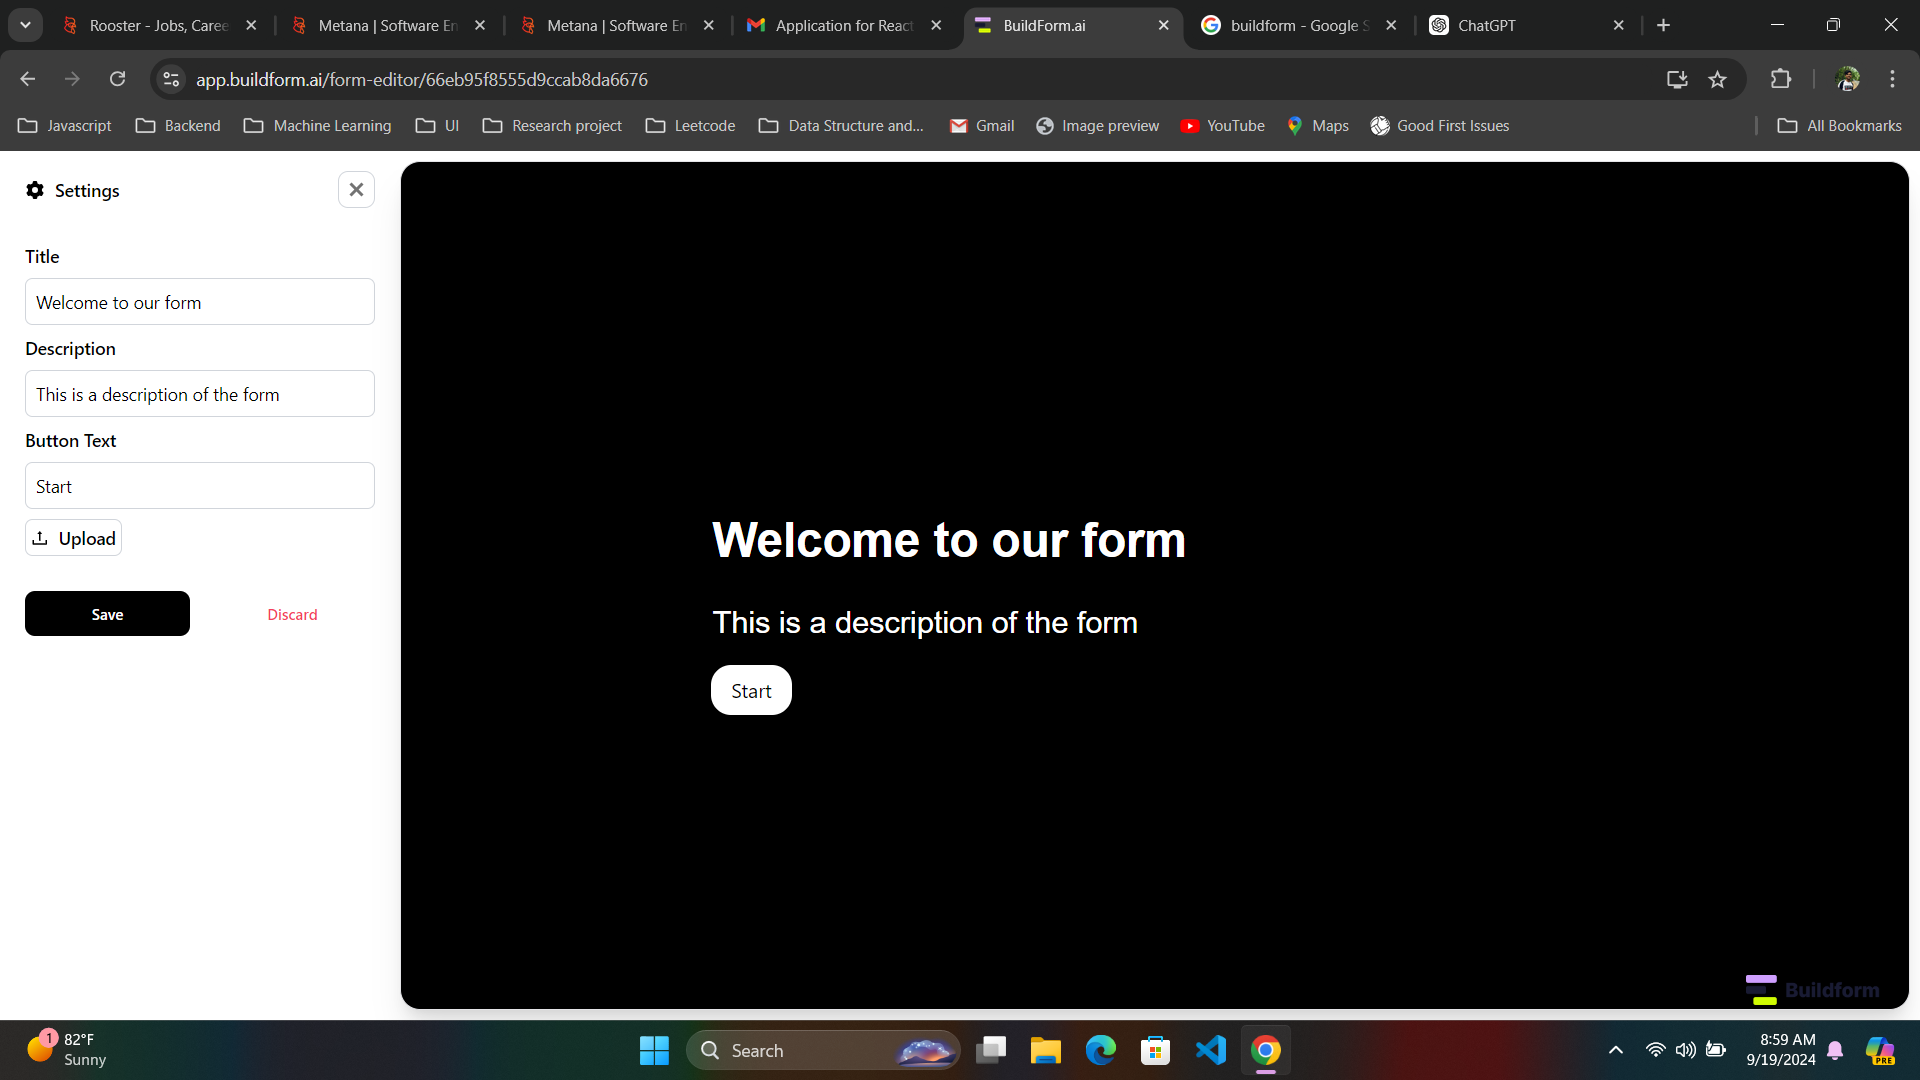 Rooster - Jobs, Caree
Metana | Software En
Metana | Software En
Application for React
BuildForm.ai
buildform - Google S
ChatGPT
app.buildform.ai/form-editor/66eb95f8555d9ccab8da6676
Javascript
Backend
Machine Learning
UI
Research project
Leetcode
Data Structure and...
Gmail
Image preview
YouTube
Maps
Good First Issues
All Bookmarks
Settings
Title
Welcome to our form
Description
This is a description of the form
Button Text
Start
Upload
Save
Discard
Welcome to our form
This is a description of the form
Start
Buildform
1
82°F
Sunny
Search
8:59 AM
9/19/2024
PRE